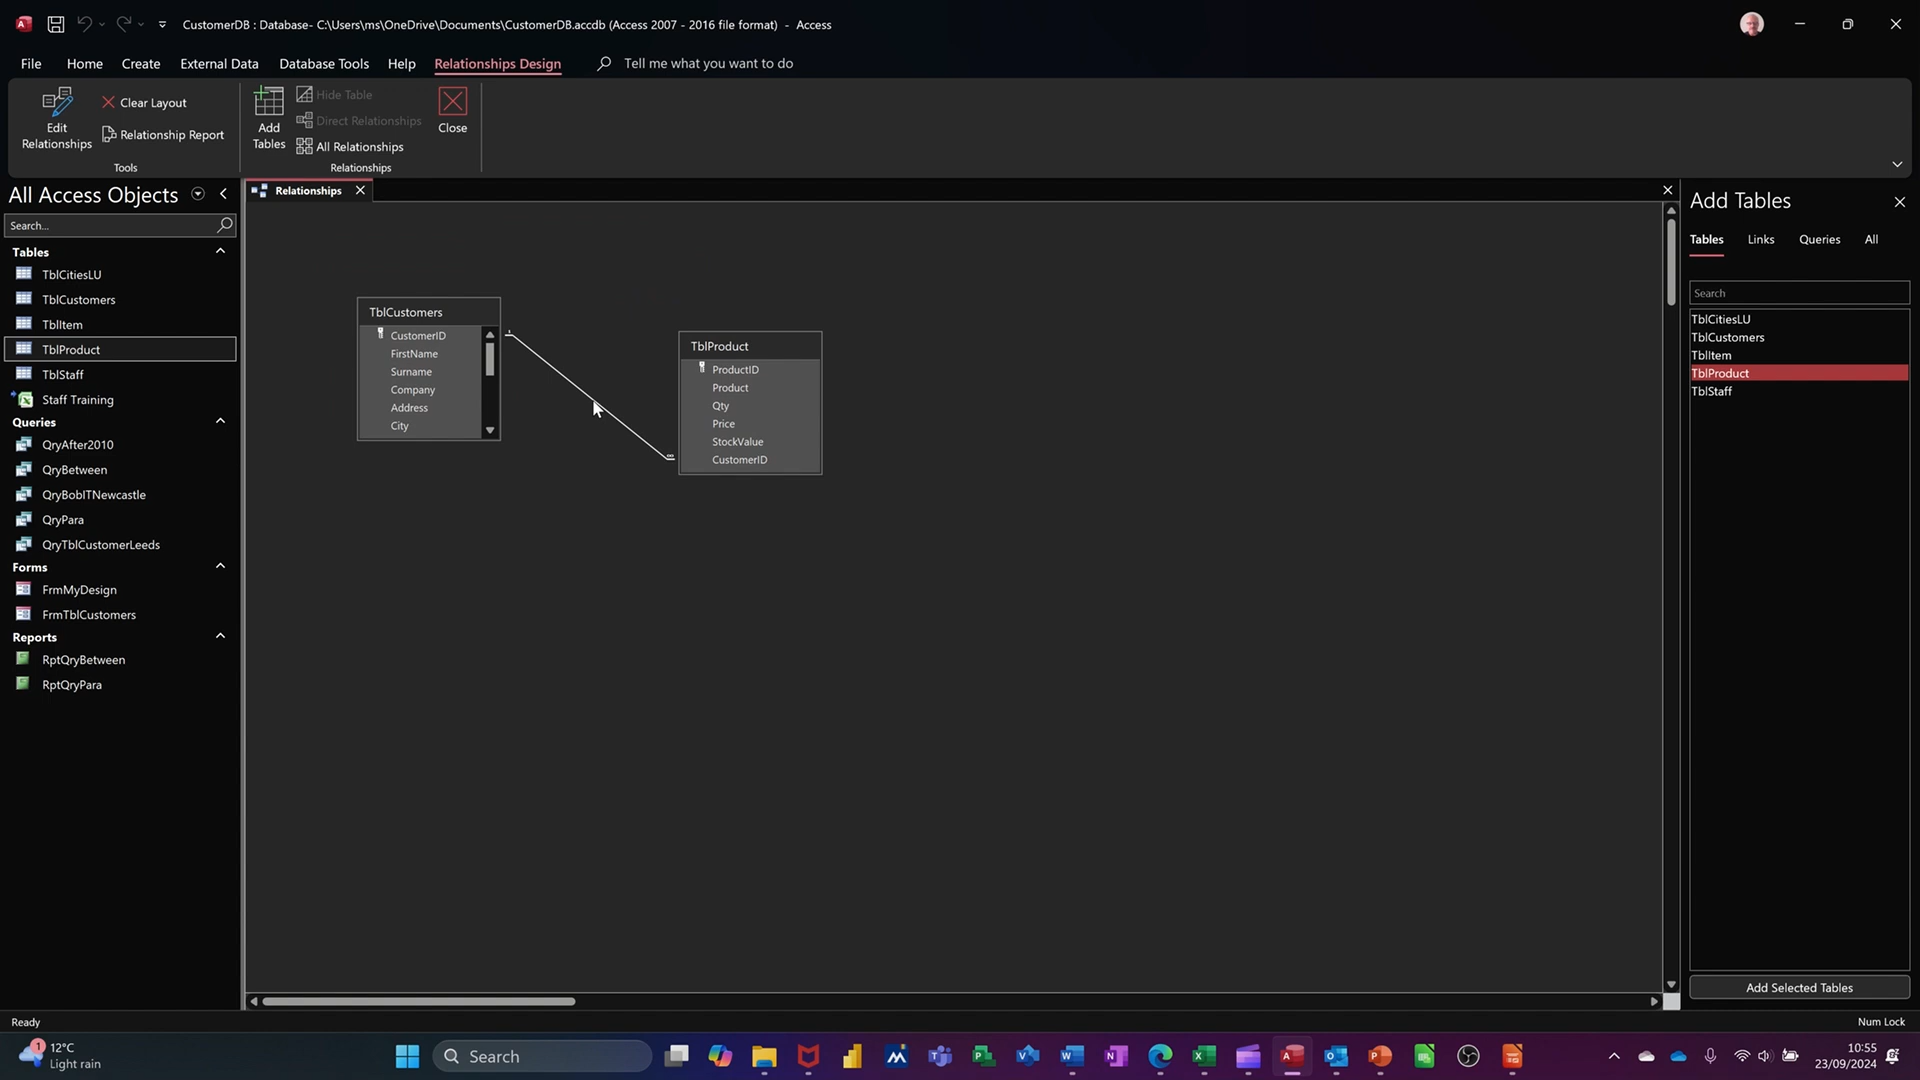 CustomerDB : Database- C:\Users\ms\OneDrive\Documents\CustomerDB.accdb (Access 2007 - 2016 file format) - Access
File Home Create External Data Database Tools Help Relationships Design Tell me what you want to do
Edit Relationships
Clear Layout
Relationship Report
Tools
Add Tables
Hide Table
Direct Relationships
All Relationships
Relationships
Close
All Access Objects
Search...
Tables
TblCitiesLU
TblCustomers
TblItem
TblProduct
TblStaff
Staff Training
Queries
QryAfter2010
QryBetween
QryBobITNewcastle
QryPara
QryTblCustomerLeeds
Forms
FrmMyDesign
FrmTblCustomers
Reports
RptQryBetween
RptQryPara
Relationships
TblCustomers
CustomerID
FirstName
Surname
Company
Address
City
1
∞
TblProduct
ProductID
Product
Qty
Price
StockValue
CustomerID
Add Tables
Tables Links Queries All
Search
TblCitiesLU
TblCustomers
TblItem
TblProduct
TblStaff
Add Selected Tables
Ready
Num Lock
1
12°C
Light rain
Search
10:55
23/09/2024